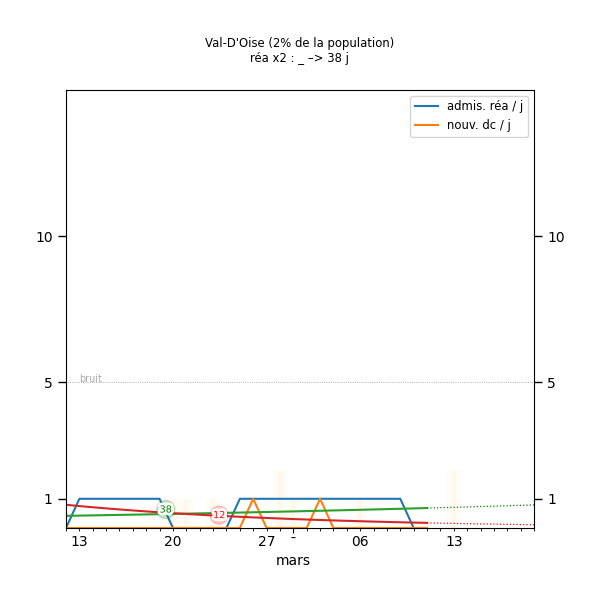 Val-D'Oise (2% de la population)
réa x2 : _ –> 38 j
admis. réa / j
nouv. dc / j
10
10
bruit
5
5
1
1
38
12
13
20
27
-
06
13
mars